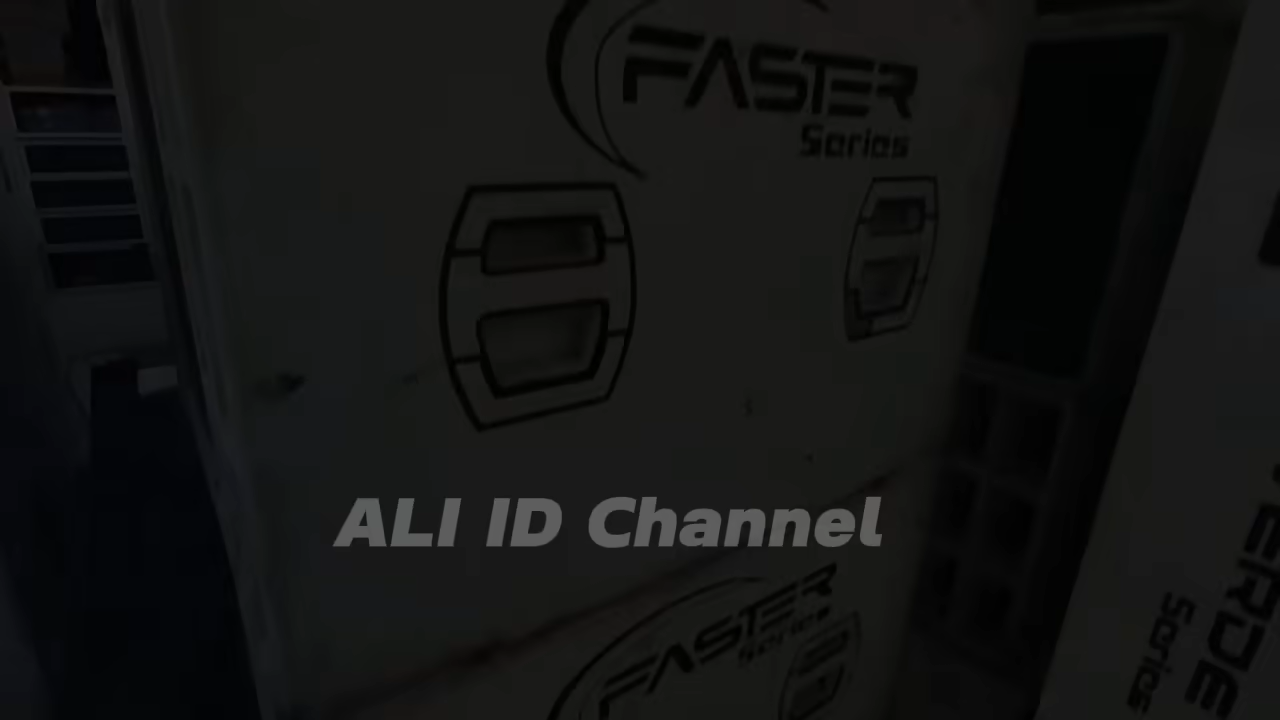 FASTER
Series
ALI ID Channel
FASTER
Series
Series